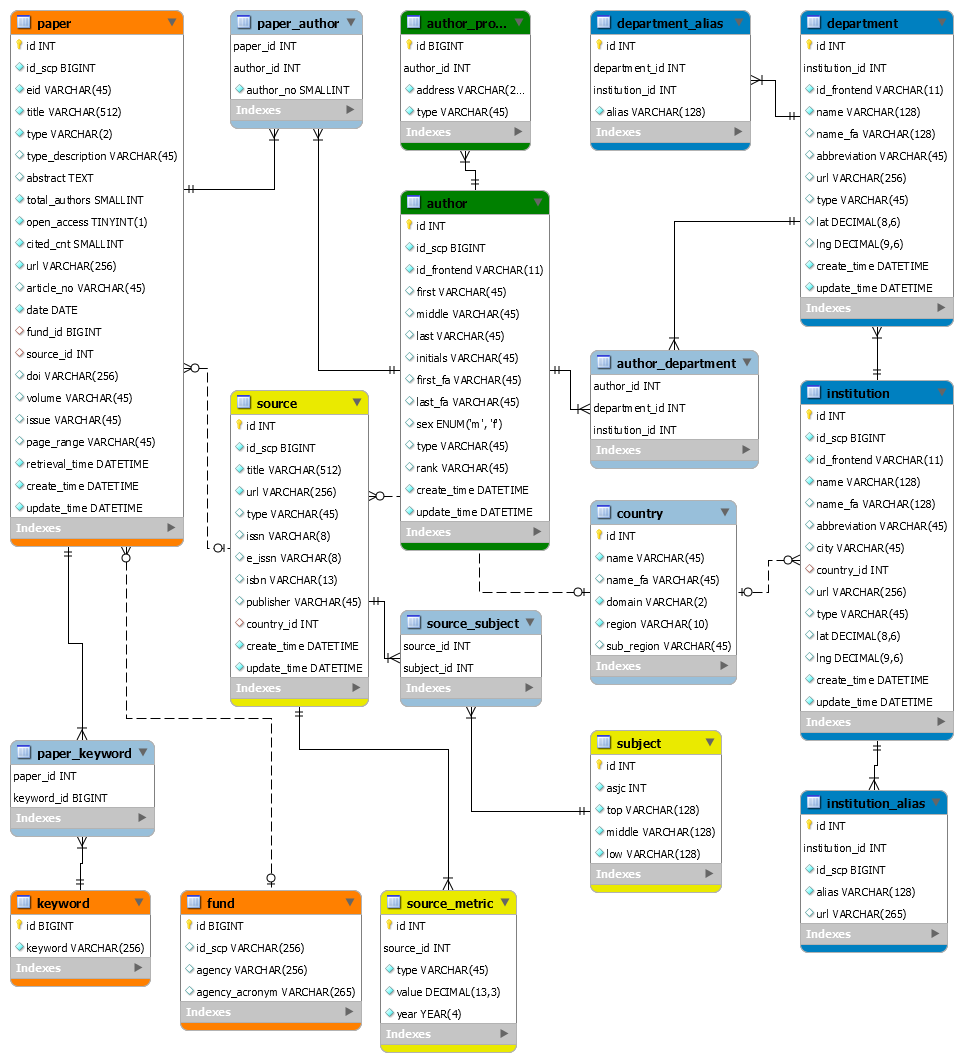 paper
id INT
id_scp BIGINT
eid VARCHAR(45)
title VARCHAR(512)
type VARCHAR(2)
type_description VARCHAR(45)
abstract TEXT
total_authors SMALLINT
open_access TINYINT(1)
cited_cnt SMALLINT
url VARCHAR(256)
article_no VARCHAR(45)
date DATE
fund_id BIGINT
source_id INT
doi VARCHAR(256)
volume VARCHAR(45)
issue VARCHAR(45)
page_range VARCHAR(45)
retrieval_time DATETIME
create_time DATETIME
update_time DATETIME
Indexes
paper_author
paper_id INT
author_id INT
author_no SMALLINT
Indexes
author_pro...
id BIGINT
author_id INT
address VARCHAR(2...
type VARCHAR(45)
Indexes
department_alias
id INT
department_id INT
institution_id INT
alias VARCHAR(128)
Indexes
department
id INT
institution_id INT
id_frontend VARCHAR(11)
name VARCHAR(128)
name_fa VARCHAR(128)
abbreviation VARCHAR(45)
url VARCHAR(256)
type VARCHAR(45)
lat DECIMAL(8,6)
lng DECIMAL(9,6)
create_time DATETIME
update_time DATETIME
Indexes
author
id INT
id_scp BIGINT
id_frontend VARCHAR(11)
first VARCHAR(45)
middle VARCHAR(45)
last VARCHAR(45)
initials VARCHAR(45)
first_fa VARCHAR(45)
last_fa VARCHAR(45)
sex ENUM('m', 'f')
type VARCHAR(45)
rank VARCHAR(45)
create_time DATETIME
update_time DATETIME
Indexes
author_department
author_id INT
department_id INT
institution_id INT
Indexes
source
id INT
id_scp BIGINT
title VARCHAR(512)
url VARCHAR(256)
type VARCHAR(45)
issn VARCHAR(8)
e_issn VARCHAR(8)
isbn VARCHAR(13)
publisher VARCHAR(45)
country_id INT
create_time DATETIME
update_time DATETIME
Indexes
institution
id INT
id_scp BIGINT
id_frontend VARCHAR(11)
name VARCHAR(128)
name_fa VARCHAR(128)
abbreviation VARCHAR(45)
city VARCHAR(45)
country_id INT
url VARCHAR(256)
type VARCHAR(45)
lat DECIMAL(8,6)
lng DECIMAL(9,6)
create_time DATETIME
update_time DATETIME
Indexes
country
id INT
name VARCHAR(45)
name_fa VARCHAR(45)
domain VARCHAR(2)
region VARCHAR(10)
sub_region VARCHAR(45)
Indexes
source_subject
source_id INT
subject_id INT
Indexes
subject
id INT
asjc INT
top VARCHAR(128)
middle VARCHAR(128)
low VARCHAR(128)
Indexes
paper_keyword
paper_id INT
keyword_id BIGINT
Indexes
institution_alias
id INT
institution_id INT
id_scp BIGINT
alias VARCHAR(128)
url VARCHAR(265)
Indexes
keyword
id BIGINT
keyword VARCHAR(256)
Indexes
fund
id BIGINT
id_scp VARCHAR(256)
agency VARCHAR(256)
agency_acronym VARCHAR(265)
Indexes
source_metric
id INT
source_id INT
type VARCHAR(45)
value DECIMAL(13,3)
year YEAR(4)
Indexes